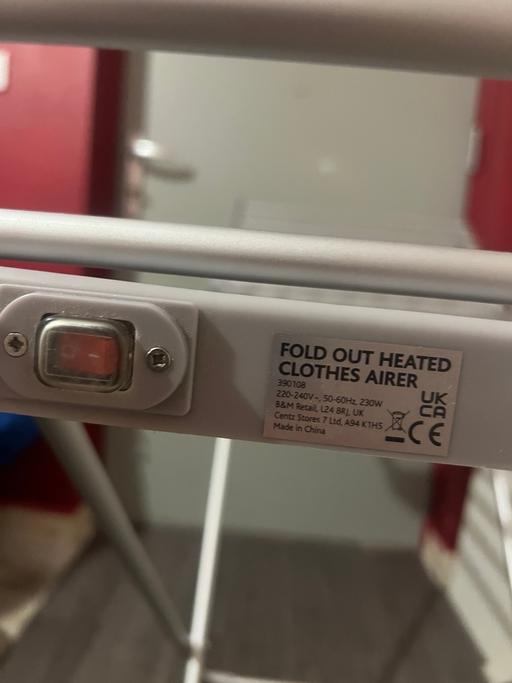 FOLD OUT HEATED
CLOTHES AIRER
390108
220-240V~, 50-60Hz, 230W
B&M Retail, L24 8RJ, UK
Centz Stores 7 Ltd, A94 K1H5
Made in China
UK
CA
CE